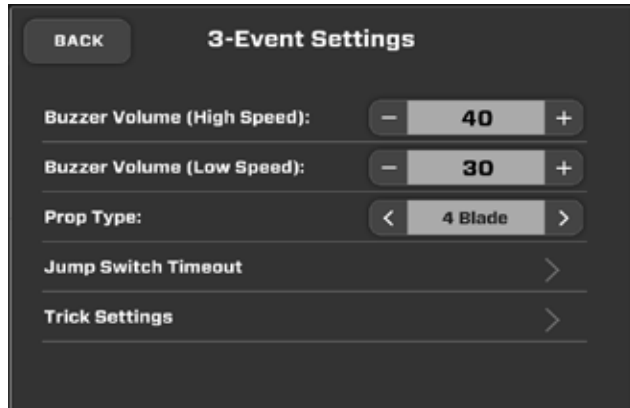 BACK 3-Event Settings
Buzzer Volume (High Speed): − 40 +
Buzzer Volume (Low Speed): − 30 +
Prop Type: < 4 Blade >
Jump Switch Timeout >
Trick Settings >